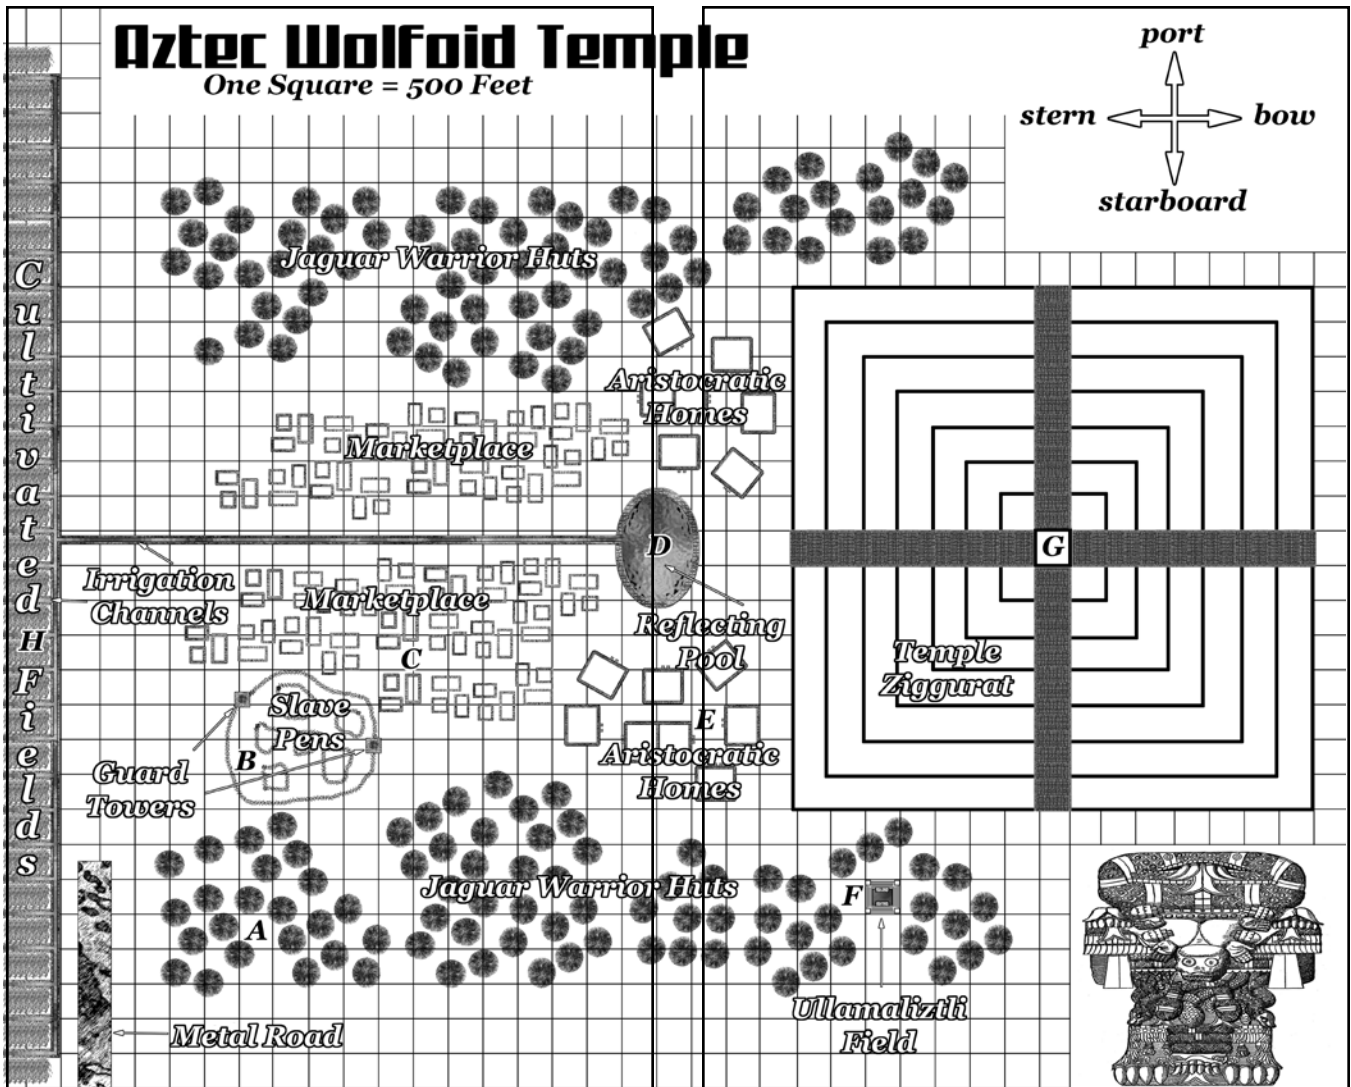 Aztec Wolfoid Temple
One Square = 500 Feet
port
stern
bow
starboard
Jaguar Warrior Huts
Cultivated
H
Fields
Aristocratic
Homes
Marketplace
D
G
Irrigation
Channels
Marketplace
Reflecting
Pool
C
Temple
Ziggurat
Slave
Pens
E
B
Aristocratic
Homes
Guard
Towers
Jaguar Warrior Huts
F
A
Ullamaliztli
Field
Metal Road